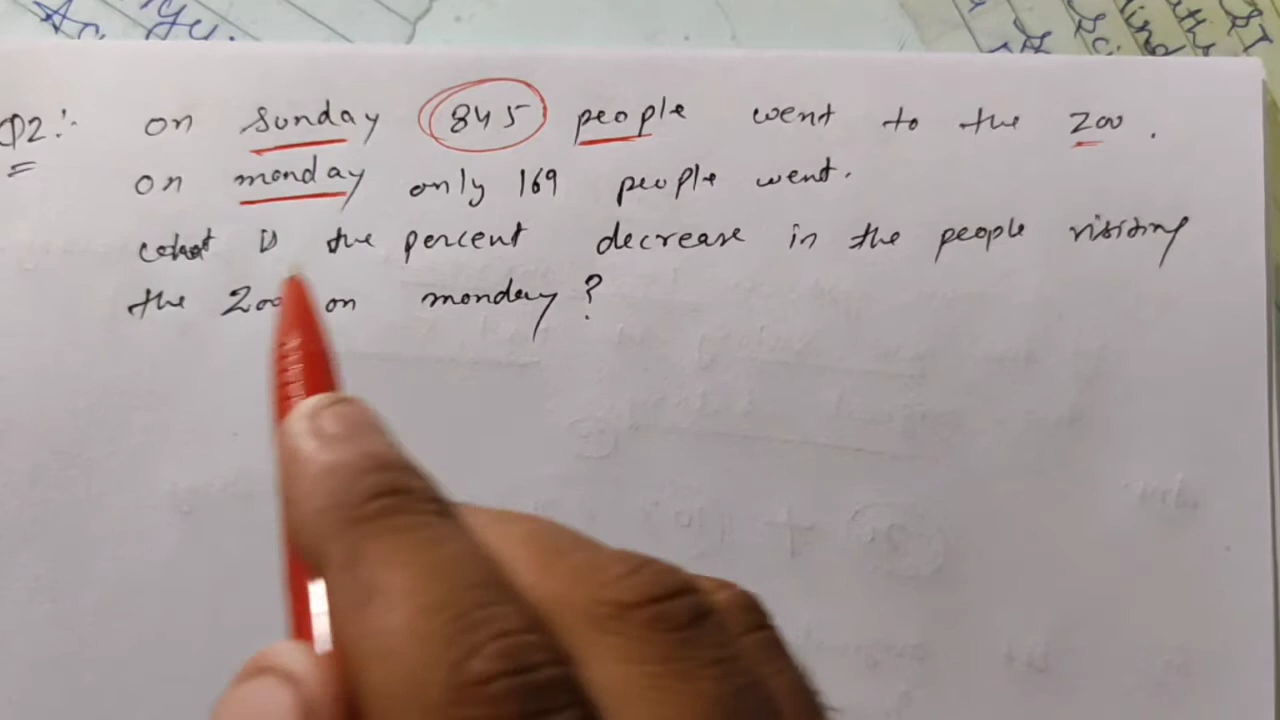 Q2:- on Sunday 845 people went to the zoo.
on monday only 169 people went.
what is the percent decrease in the people visiting
the zoo on monday?